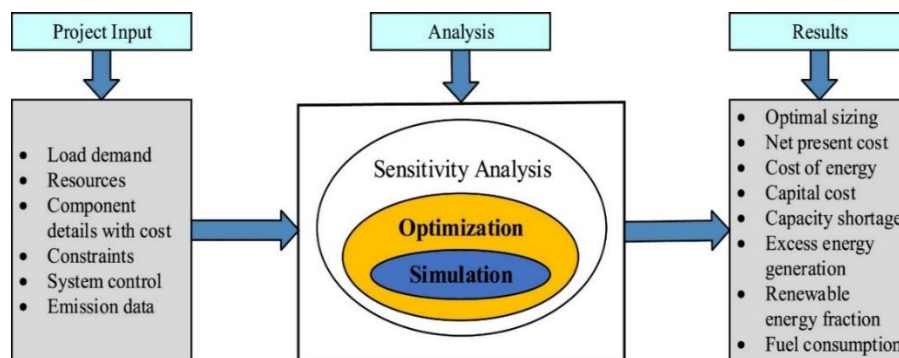 Project Input
Analysis
Results
• Load demand
• Resources
• Component
details with cost
• Constraints
• System control
• Emission data
Sensitivity Analysis
Optimization
Simulation
• Optimal sizing
• Net present cost
• Cost of energy
• Capital cost
• Capacity shortage
• Excess energy
generation
• Renewable
energy fraction
• Fuel consumption